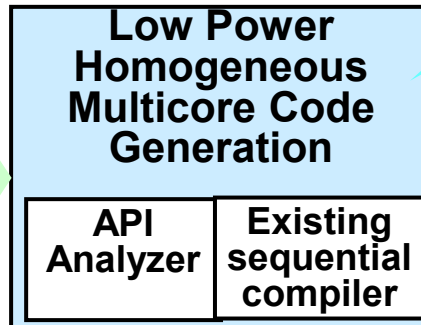 Low Power
Homogeneous
Multicore Code
Generation
API
Analyzer
Existing
sequential
compiler